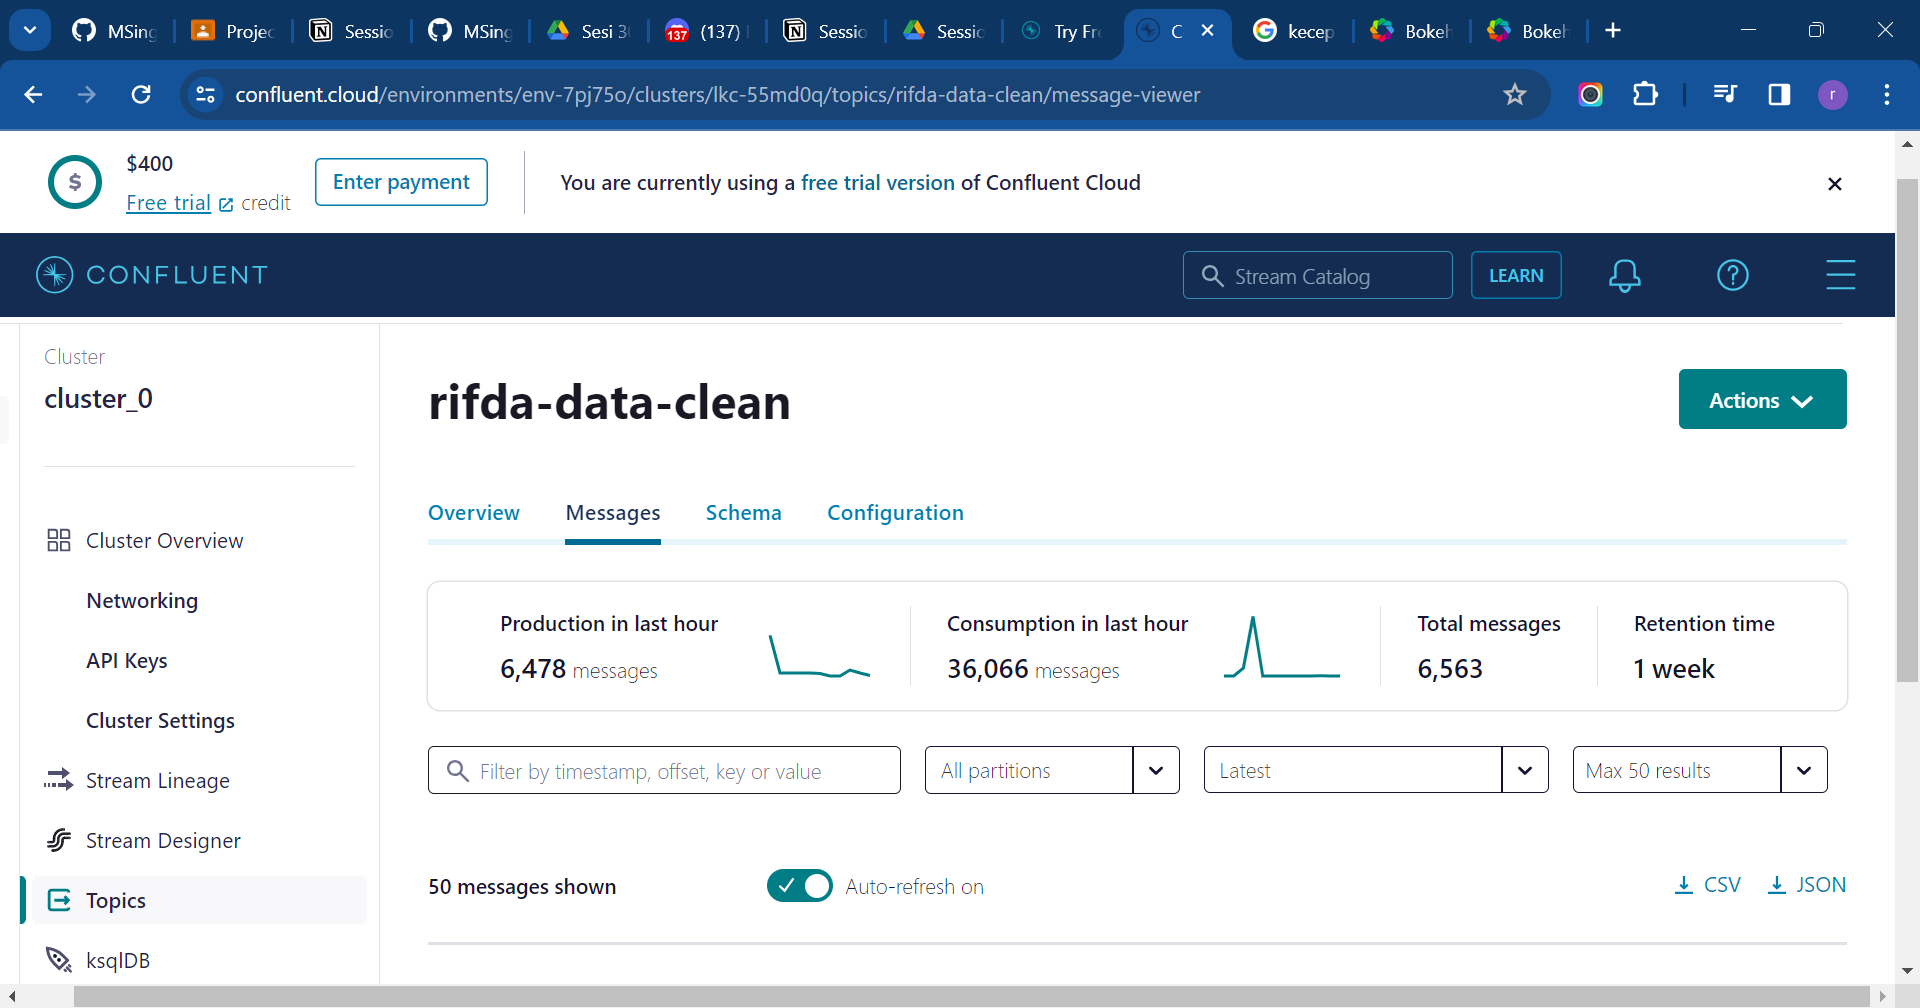 MSing
Projec
Sessio
MSing
Sesi 3
137
(137)
Sessio
Sessio
Try Fre
C
kecep
Bokeh
Bokeh
confluent.cloud/environments/env-7pj75o/clusters/lkc-55md0q/topics/rifda-data-clean/message-viewer
r
$
$400
Free trial credit
Enter payment
You are currently using a free trial version of Confluent Cloud
CONFLUENT
Stream Catalog
LEARN
Cluster
cluster_0
Cluster Overview
Networking
API Keys
Cluster Settings
Stream Lineage
Stream Designer
Topics
ksqlDB
rifda-data-clean
Actions
Overview
Messages
Schema
Configuration
Production in last hour
6,478 messages
Consumption in last hour
36,066 messages
Total messages
6,563
Retention time
1 week
Filter by timestamp, offset, key or value
All partitions
Latest
Max 50 results
50 messages shown
Auto-refresh on
CSV
JSON